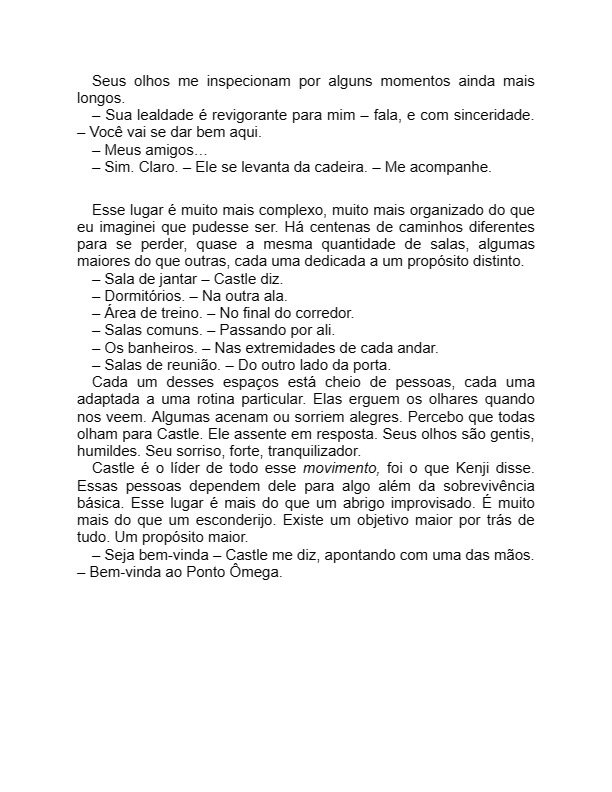 Seus olhos me inspecionam por alguns momentos ainda mais
longos.
– Sua lealdade é revigorante para mim – fala, e com sinceridade.
– Você vai se dar bem aqui.
– Meus amigos…
– Sim. Claro. – Ele se levanta da cadeira. – Me acompanhe.
Esse lugar é muito mais complexo, muito mais organizado do que
eu imaginei que pudesse ser. Há centenas de caminhos diferentes
para se perder, quase a mesma quantidade de salas, algumas
maiores do que outras, cada uma dedicada a um propósito distinto.
– Sala de jantar – Castle diz.
– Dormitórios. – Na outra ala.
– Área de treino. – No final do corredor.
– Salas comuns. – Passando por ali.
– Os banheiros. – Nas extremidades de cada andar.
– Salas de reunião. – Do outro lado da porta.
Cada um desses espaços está cheio de pessoas, cada uma
adaptada a uma rotina particular. Elas erguem os olhares quando
nos veem. Algumas acenam ou sorriem alegres. Percebo que todas
olham para Castle. Ele assente em resposta. Seus olhos são gentis,
humildes. Seu sorriso, forte, tranquilizador.
Castle é o líder de todo esse movimento, foi o que Kenji disse.
Essas pessoas dependem dele para algo além da sobrevivência
básica. Esse lugar é mais do que um abrigo improvisado. É muito
mais do que um esconderijo. Existe um objetivo maior por trás de
tudo. Um propósito maior.
– Seja bem-vinda – Castle me diz, apontando com uma das mãos.
– Bem-vinda ao Ponto Ômega.